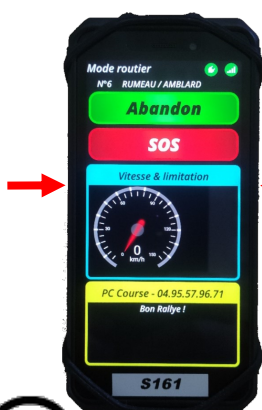 Mode routier
N°6 RUMEAU / AMBLARD
Abandon
SOS
Vitesse & limitation
0
km/h
PC Course - 04.95.57.96.71
Bon Rallye !
S161